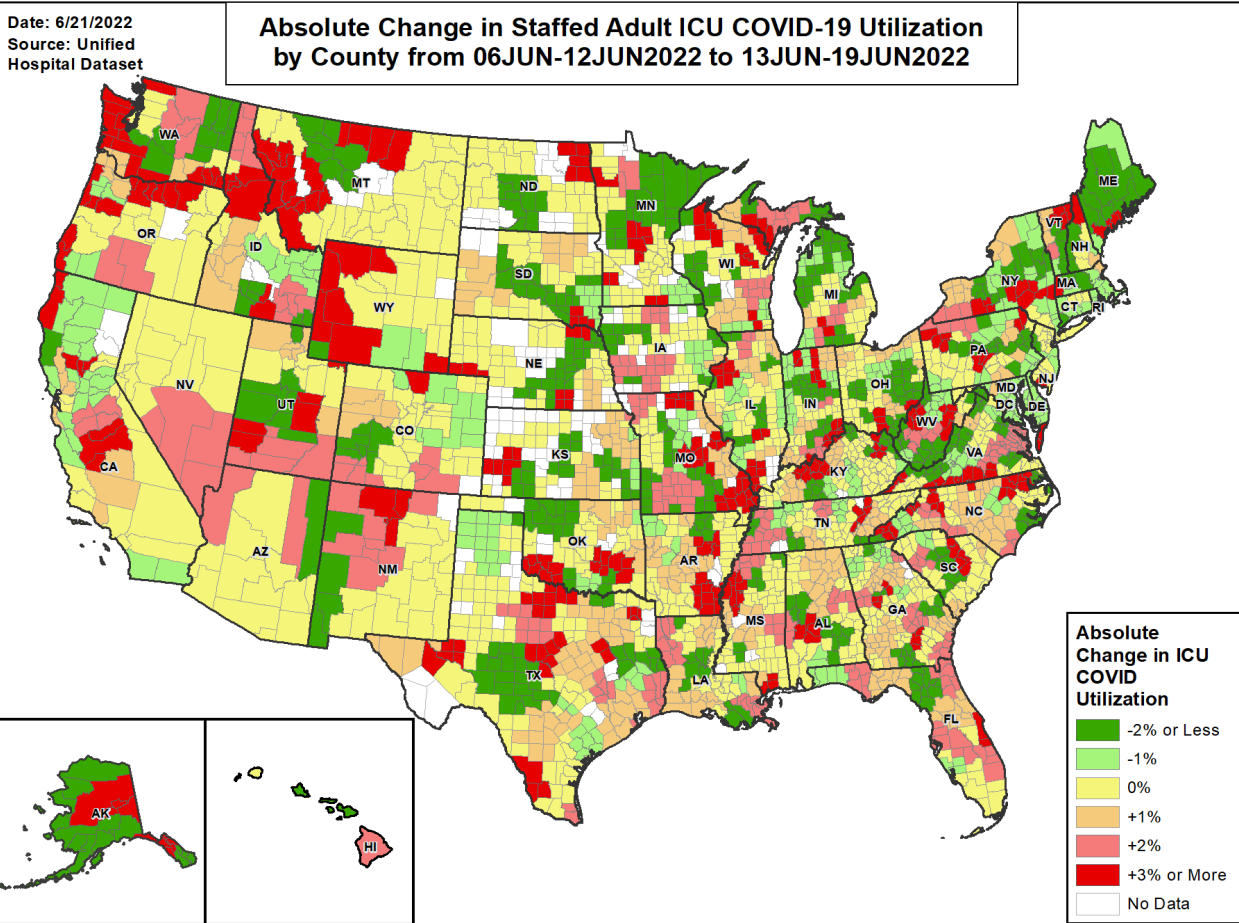 Date: 6/21/2022
Source: Unified
Hospital Dataset
Absolute Change in Staffed Adult ICU COVID-19 Utilization
by County from 06JUN-12JUN2022 to 13JUN-19JUN2022
WA
MT
ND
MN
ME
VT
NH
OR
ID
SD
WI
NY
MA
CT
RI
MI
WY
IA
PA
NJ
NE
NV
UT
CO
IL
IN
OH
MD
DC
DE
WV
VA
CA
KS
MO
KY
AZ
NM
OK
AR
TN
NC
SC
MS
AL
GA
TX
LA
FL
AK
HI
Absolute
Change in ICU
COVID
Utilization
-2% or Less
-1%
0%
+1%
+2%
+3% or More
No Data